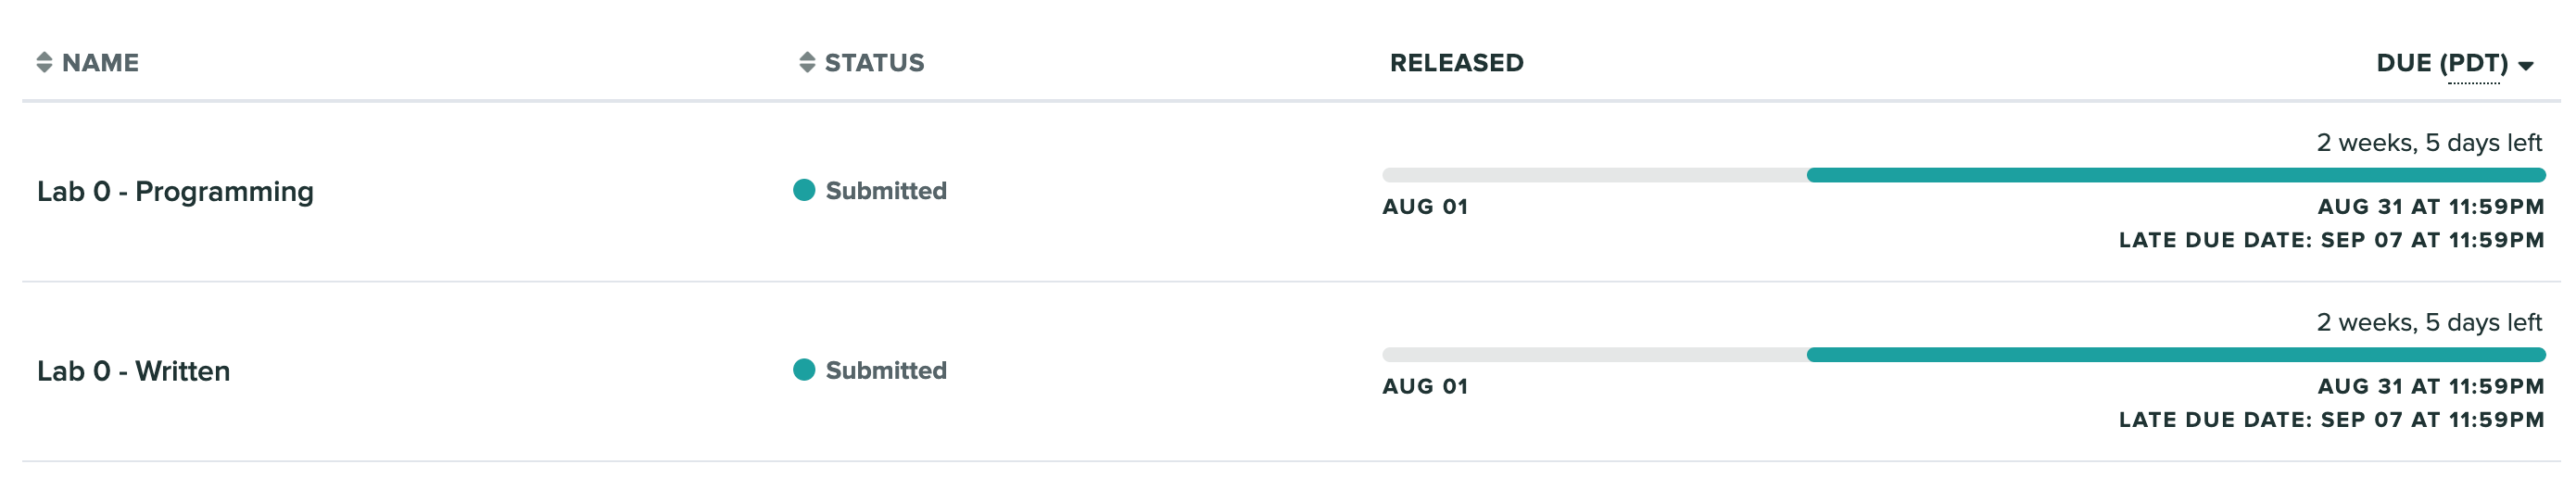 NAME STATUS RELEASED DUE (PDT)
2 weeks, 5 days left
Lab 0 - Programming Submitted
AUG 01 AUG 31 AT 11:59PM
LATE DUE DATE: SEP 07 AT 11:59PM
2 weeks, 5 days left
Lab 0 - Written Submitted
AUG 01 AUG 31 AT 11:59PM
LATE DUE DATE: SEP 07 AT 11:59PM